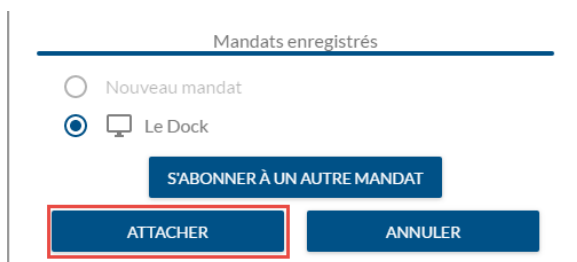 Mandats enregistrés
Nouveau mandat
Le Dock
S'ABONNER À UN AUTRE MANDAT
ATTACHER
ANNULER